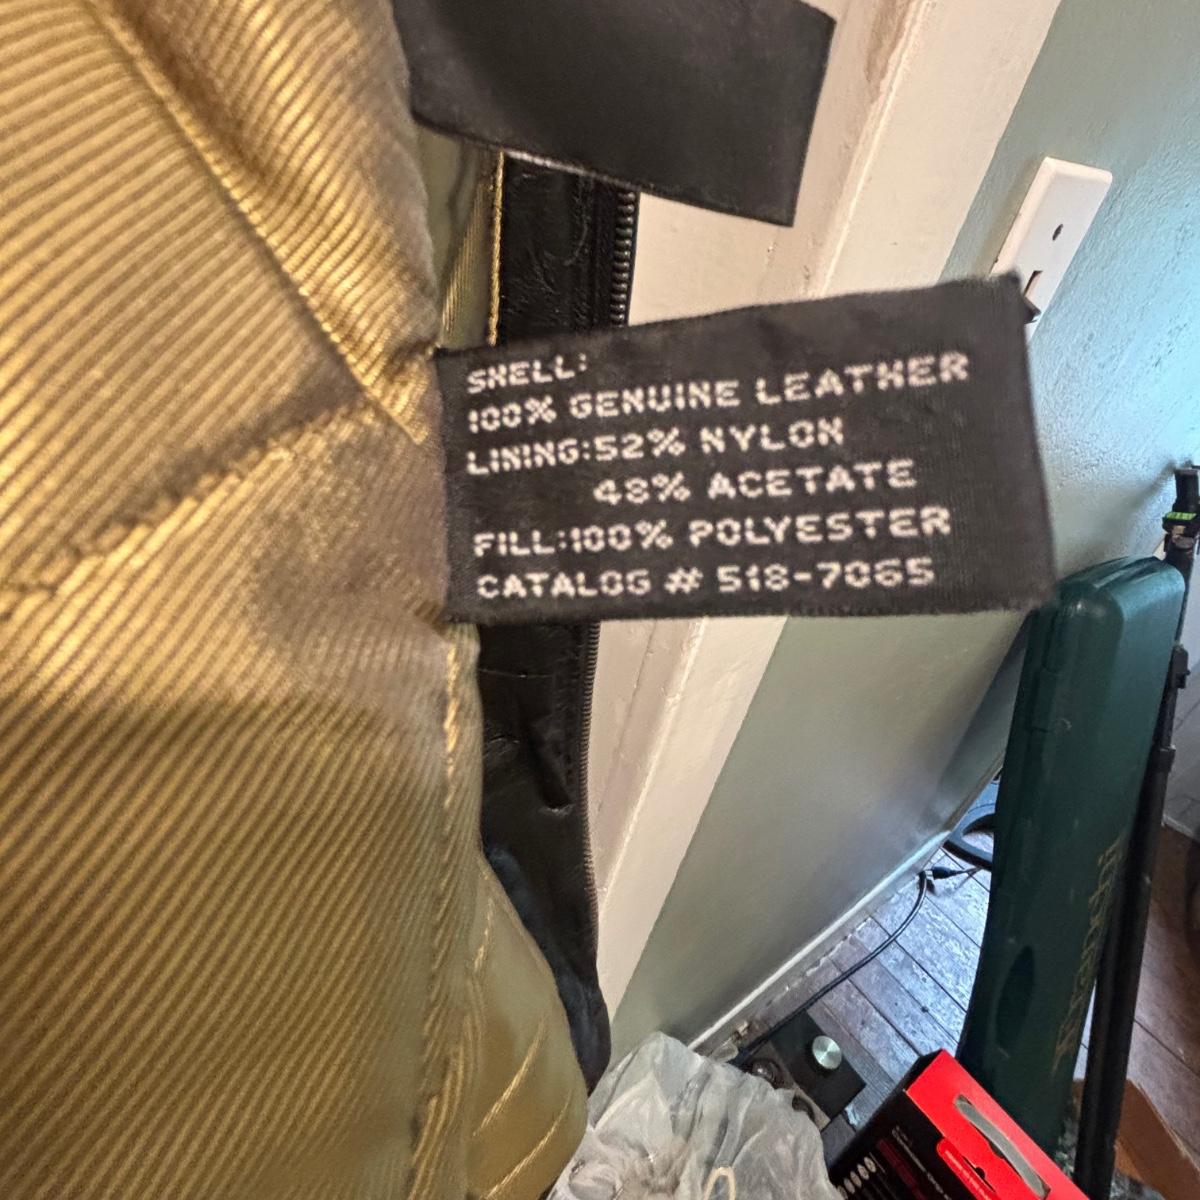 SHELL:
100% GENUINE LEATHER
LINING:52% NYLON
48% ACETATE
FILL:100% POLYESTER
CATALOG # 518-7065